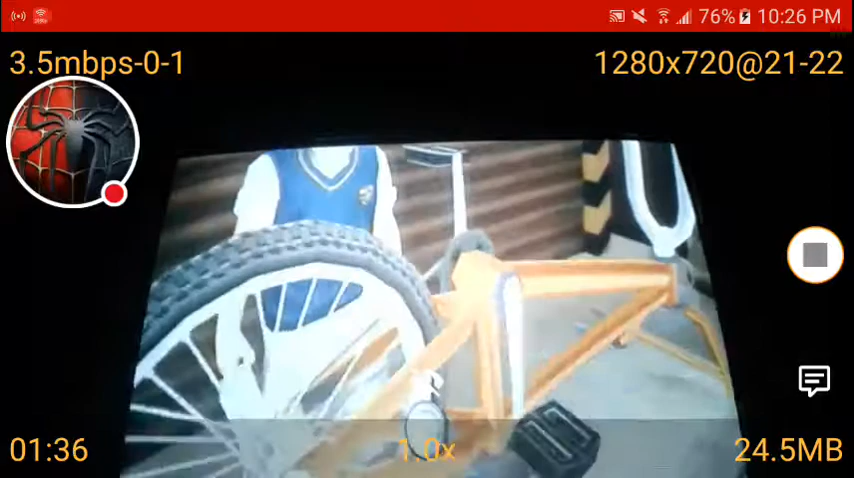 76% 10:26 PM
3.5mbps-0-1
1280x720@21-22
01:36
1.0x
24.5MB